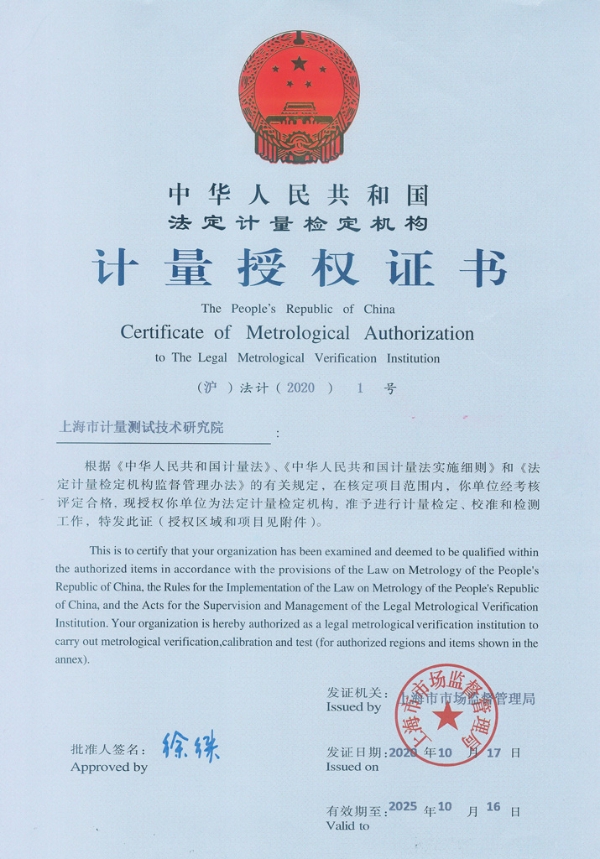 中华人民共和国
法定计量检定机构
计量授权证书
The People's Republic of China
Certificate of Metrological Authorization
to The Legal Metrological Verification Institution
(沪)法计(2020) 1 号
上海市计量测试技术研究院:
根据《中华人民共和国计量法》、《中华人民共和国计量法实施细则》和《法
定计量检定机构监督管理办法》的有关规定，在核定项目范围内，你单位经考核
评定合格，现授权你单位为法定计量检定机构，准予进行计量检定、校准和检测
工作，特发此证（授权区域和项目见附件）。
This is to certify that your organization has been examined and deemed to be qualified within
the authorized items in accordance with the provisions of the Law on Metrology of the People's
Republic of China, the Rules for the Implementation of the Law on Metrology of the People's Republic
of China, and the Acts for the Supervision and Management of the Legal Metrological Verification
Institution. Your organization is hereby authorized as a legal metrological verification institution to
carry out metrological verification,calibration and test (for authorized regions and items shown in the
annex).
发证机关: 上海市市场监督管理局
Issued by
上海市市场监督管理局
批准人签名:
Approved by
发证日期: 2020 年 10 月 17 日
Issued on
有效期至: 2025 年 10 月 16 日
Valid to